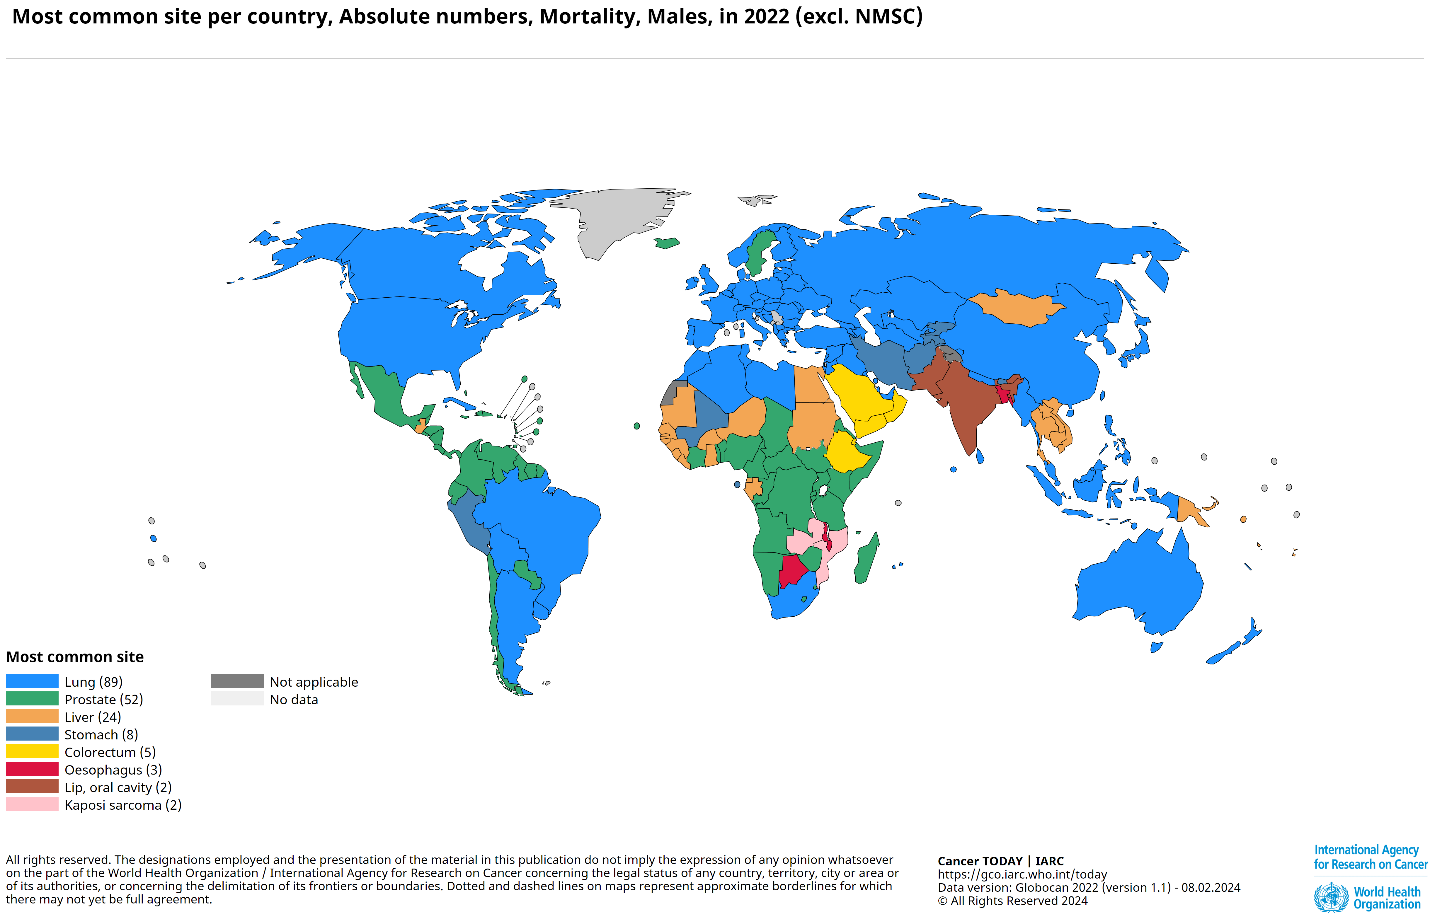 Most common site per country, Absolute numbers, Mortality, Males, in 2022 (excl. NMSC)
Most common site
Lung (89)
Prostate (52)
Liver (24)
Stomach (8)
Colorectum (5)
Oesophagus (3)
Lip, oral cavity (2)
Kaposi sarcoma (2)
Not applicable
No data
All rights reserved. The designations employed and the presentation of the material in this publication do not imply the expression of any opinion whatsoever
on the part of the World Health Organization / International Agency for Research on Cancer concerning the legal status of any country, territory, city or area or
of its authorities, or concerning the delimitation of its frontiers or boundaries. Dotted and dashed lines on maps represent approximate borderlines for which
there may not yet be full agreement.
Cancer TODAY | IARC
https://gco.iarc.who.int/today
Data version: Globocan 2022 (version 1.1) - 08.02.2024
© All Rights Reserved 2024
International Agency
for Research on Cancer
World Health
Organization